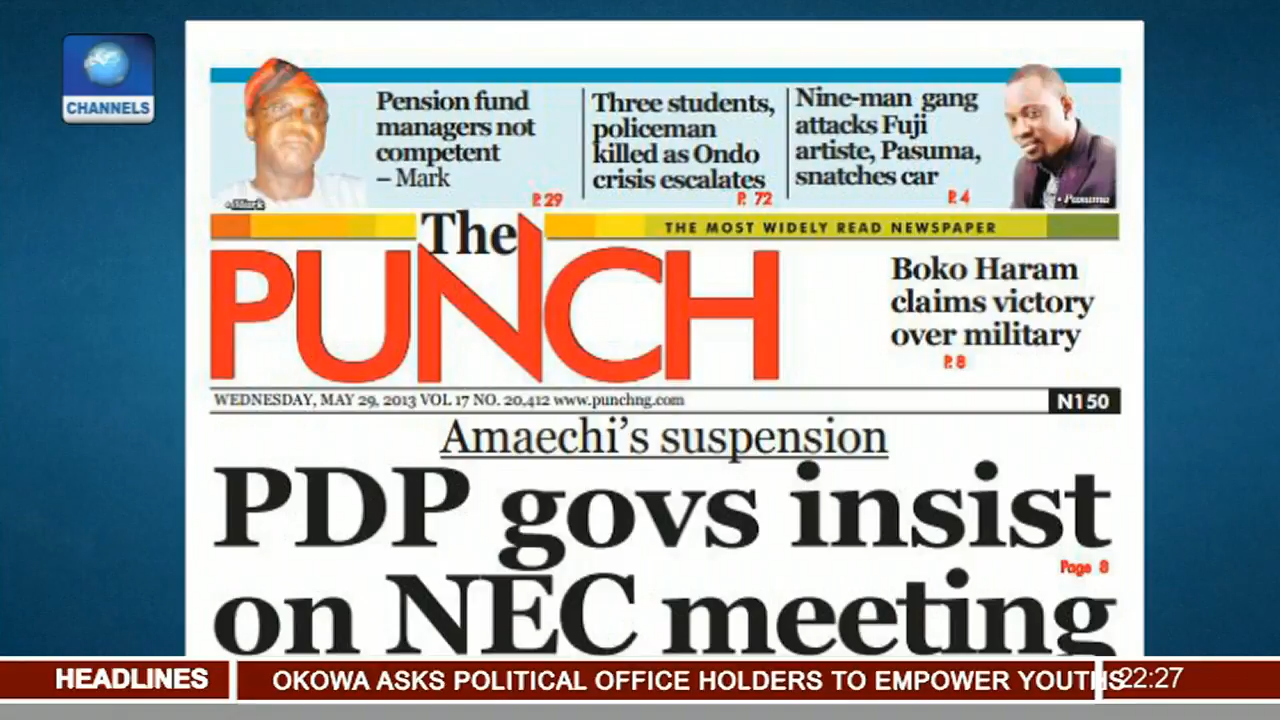 CHANNELS
Pension fund
managers not
competent
– Mark
P. 29
Three students,
policeman
killed as Ondo
crisis escalates
P. 72
Nine-man gang
attacks Fuji
artiste, Pasuma,
snatches car
P. 4
• Mark
• Pasuma
THE MOST WIDELY READ NEWSPAPER
The
PUNCH
Boko Haram
claims victory
over military
P. 8
WEDNESDAY, MAY 29, 2013 VOL 17 NO. 20,412 www.punchng.com
N150
Amaechi's suspension
PDP govs insist
Page 8
on NEC meeting
HEADLINES
OKOWA ASKS POLITICAL OFFICE HOLDERS TO EMPOWER YOUTHS
22:27